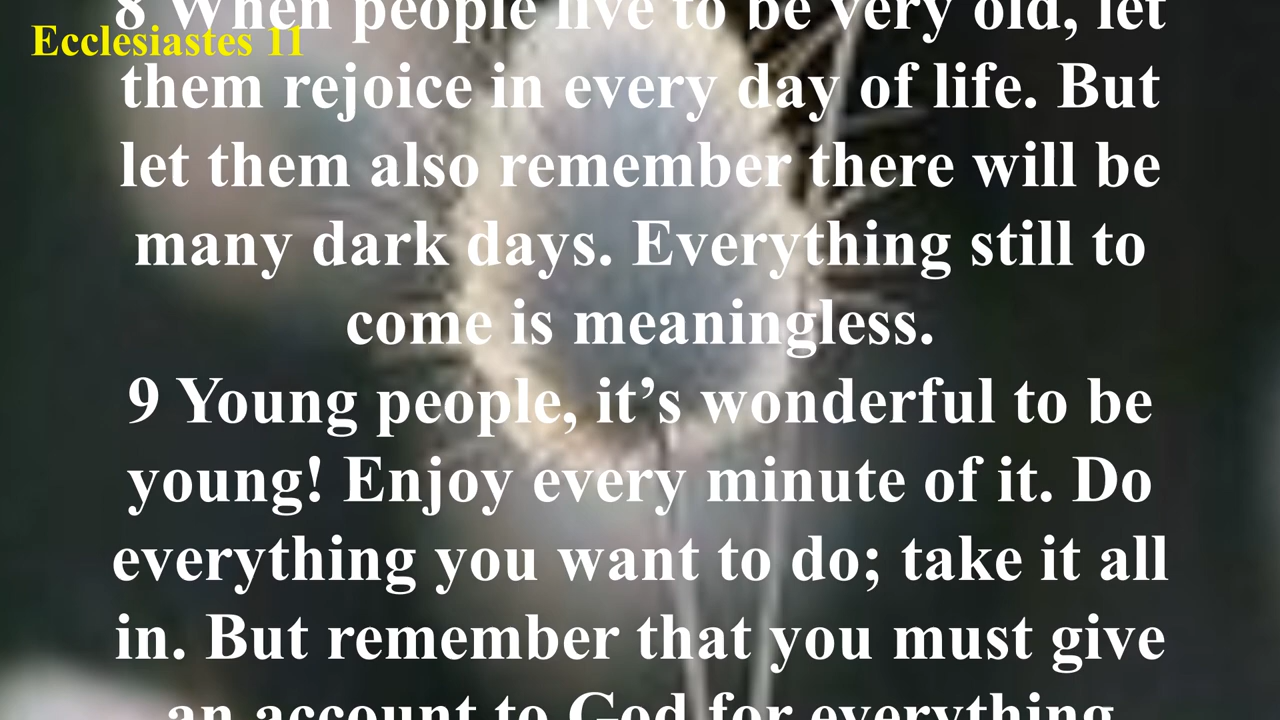 Ecclesiastes 11
8 When people live to be very old, let
them rejoice in every day of life. But
let them also remember there will be
many dark days. Everything still to
come is meaningless.
9 Young people, it’s wonderful to be
young! Enjoy every minute of it. Do
everything you want to do; take it all
in. But remember that you must give
an account to God for everything